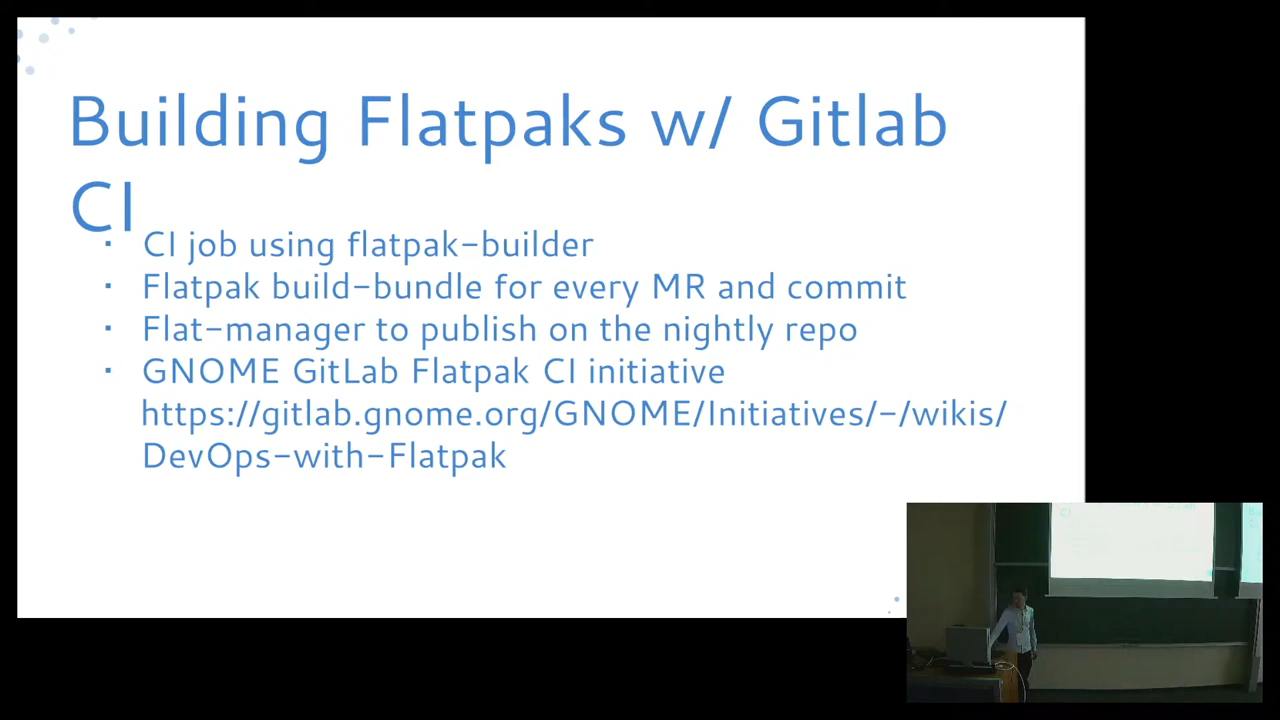 Building Flatpaks w/ Gitlab
CI
· CI job using flatpak-builder
· Flatpak build-bundle for every MR and commit
· Flat-manager to publish on the nightly repo
· GNOME GitLab Flatpak CI initiative
https://gitlab.gnome.org/GNOME/Initiatives/-/wikis/
DevOps-with-Flatpak